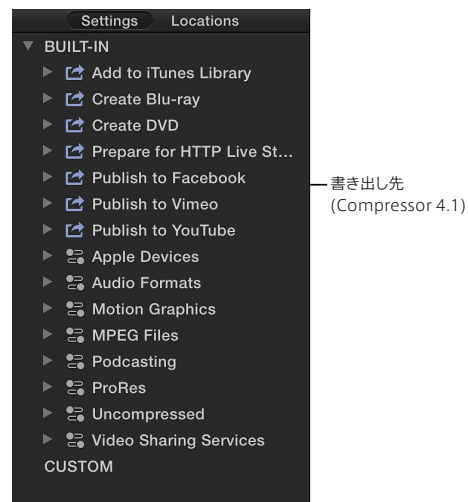 Settings Locations
BUILT-IN
Add to iTunes Library
Create Blu-ray
Create DVD
Prepare for HTTP Live St...
Publish to Facebook
Publish to Vimeo
Publish to YouTube
Apple Devices
Audio Formats
Motion Graphics
MPEG Files
Podcasting
ProRes
Uncompressed
Video Sharing Services
CUSTOM
書き出し先
(Compressor 4.1)